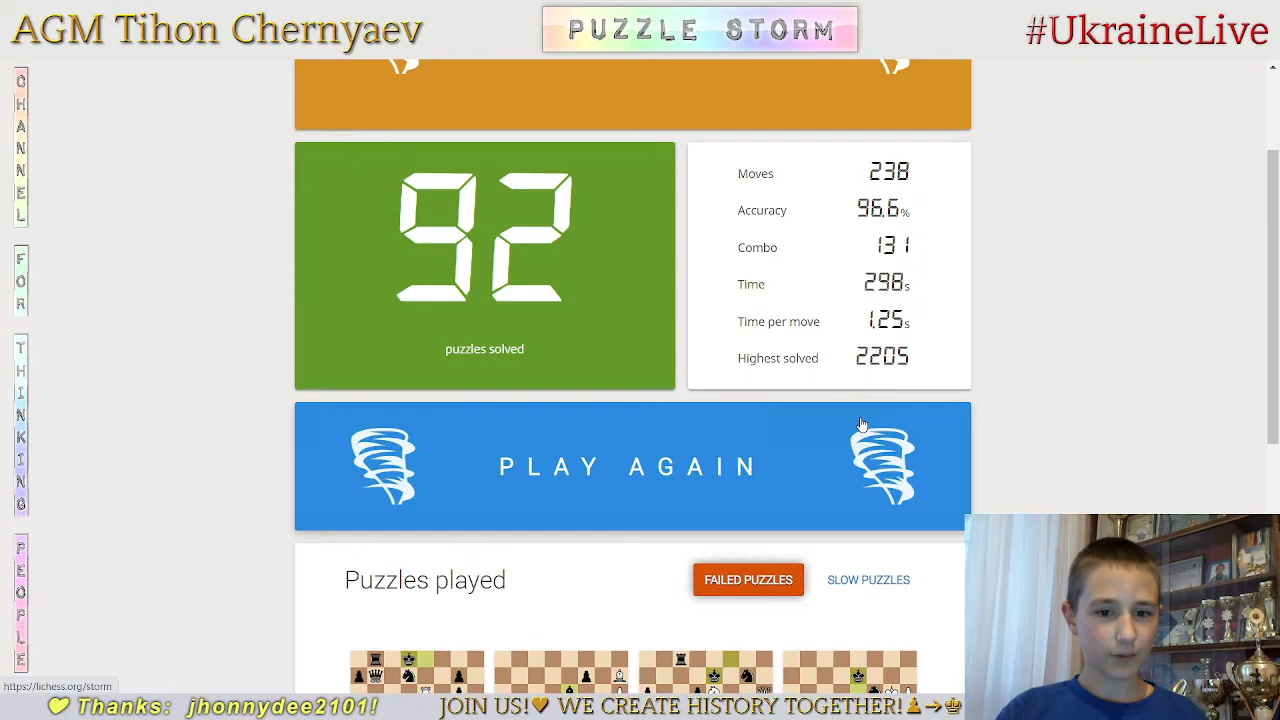 AGM Tihon Chernyaev
PUZZLE STORM
#UkraineLive
CHANNEL
FOR
THINKING
PEOPLE
92
puzzles solved
Moves 238
Accuracy 96.6%
Combo 131
Time 298s
Time per move 1.25s
Highest solved 2205
PLAY AGAIN
Puzzles played
FAILED PUZZLES
SLOW PUZZLES
https://lichess.org/storm
Thanks: jhonnydee2101!
JOIN US! WE CREATE HISTORY TOGETHER!